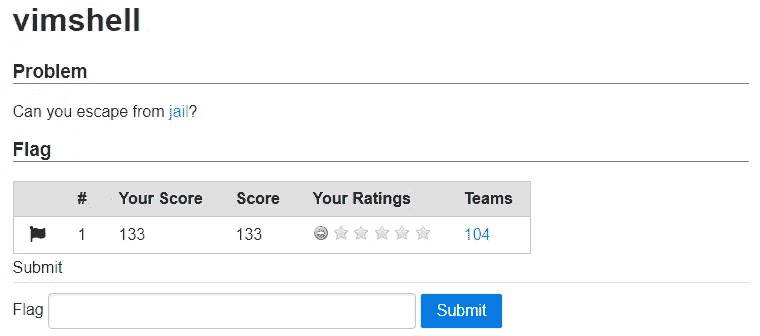 vimshell
Problem
Can you escape from jail?
Flag
# Your Score Score Your Ratings Teams
1 133 133 104
Submit
Flag Submit